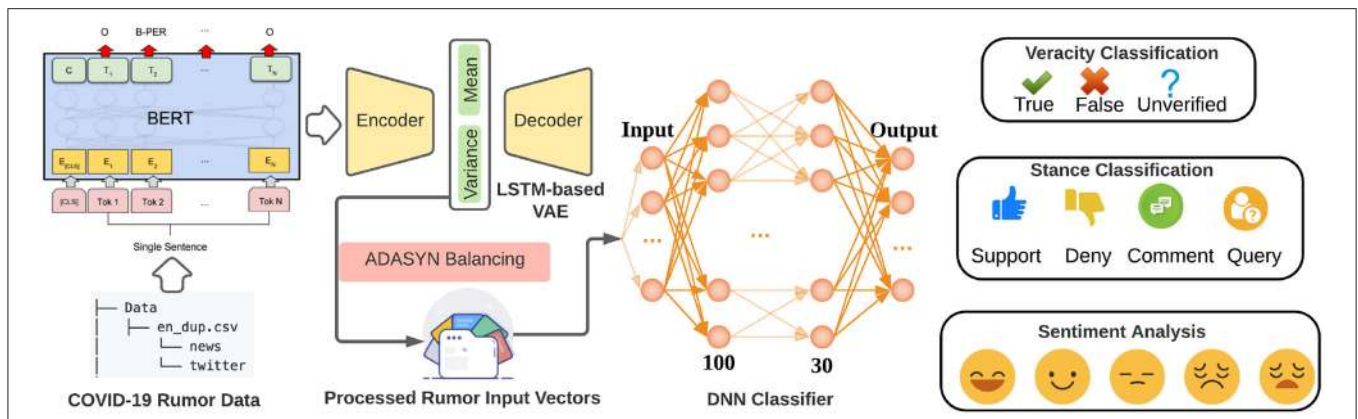 O B-PER ... O
C T1 T2 ... TN
BERT
E[CLS] E1 E2 ... EN
[CLS] Tok 1 Tok 2 ... Tok N
Single Sentence
Data
en_dup.csv
news
twitter
COVID-19 Rumor Data
Encoder
Mean
Variance
Decoder
LSTM-based
VAE
ADASYN Balancing
Processed Rumor Input Vectors
Input
...
...
Output
...
100
30
DNN Classifier
Veracity Classification
True False Unverified
Stance Classification
Support Deny Comment Query
Sentiment Analysis